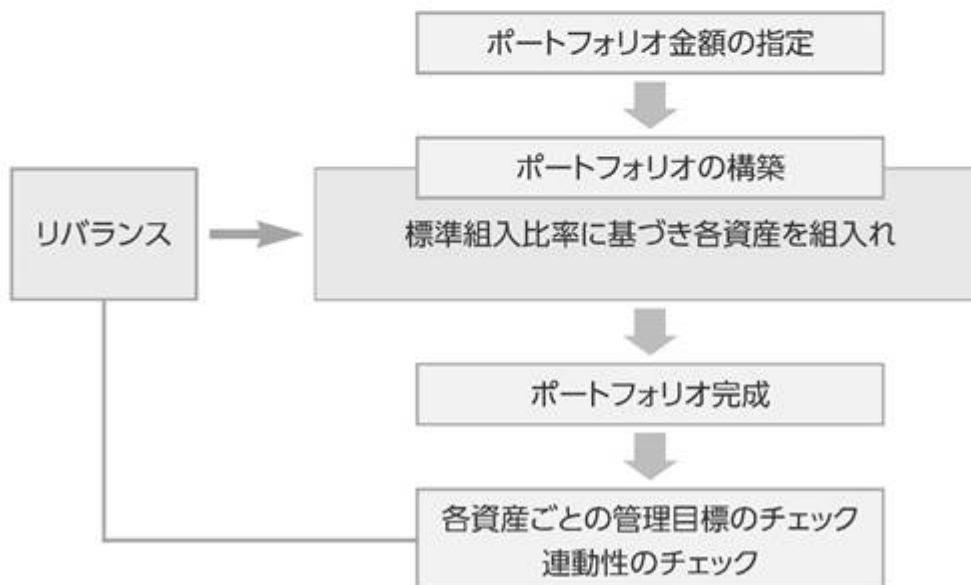 ポートフォリオ金額の指定
ポートフォリオの構築
リバランス
標準組入比率に基づき各資産を組入れ
ポートフォリオ完成
各資産ごとの管理目標のチェック
連動性のチェック